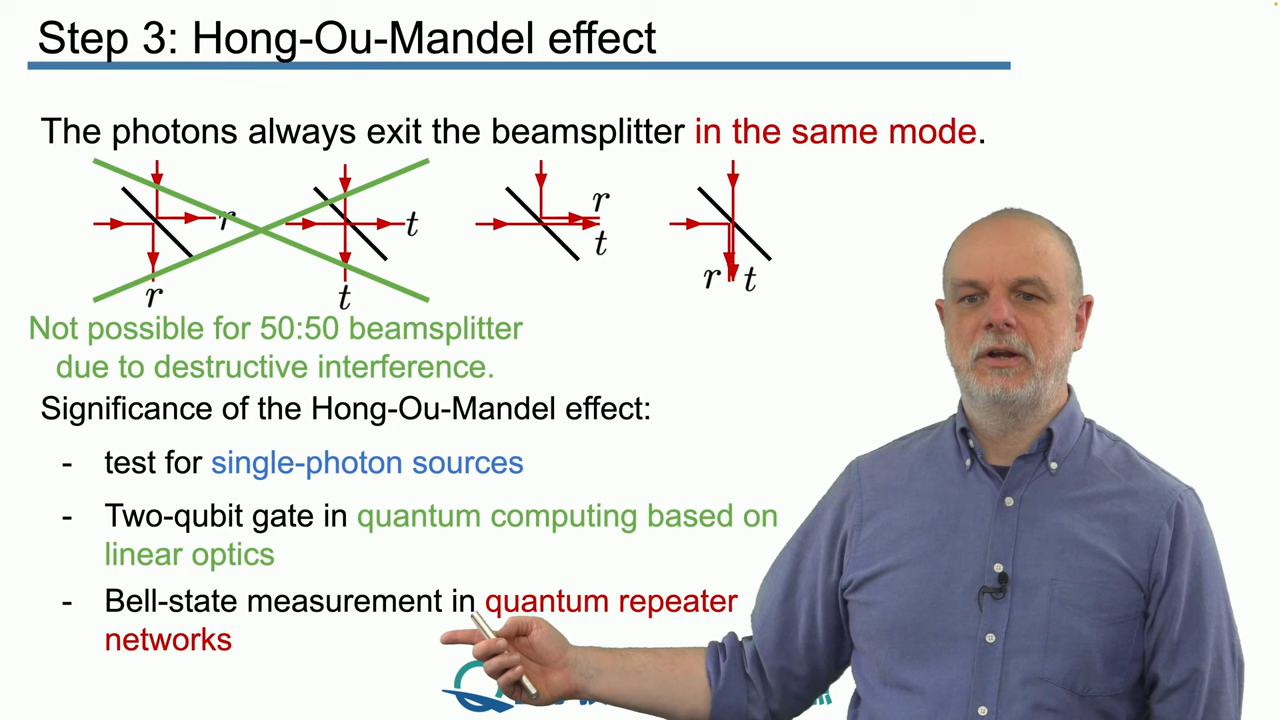 Step 3: Hong-Ou-Mandel effect
The photons always exit the beamsplitter in the same mode.
r
r
t
t
r
t
r t
Not possible for 50:50 beamsplitter
due to destructive interference.
Significance of the Hong-Ou-Mandel effect:
- test for single-photon sources
- Two-qubit gate in quantum computing based on
linear optics
- Bell-state measurement in quantum repeater
networks